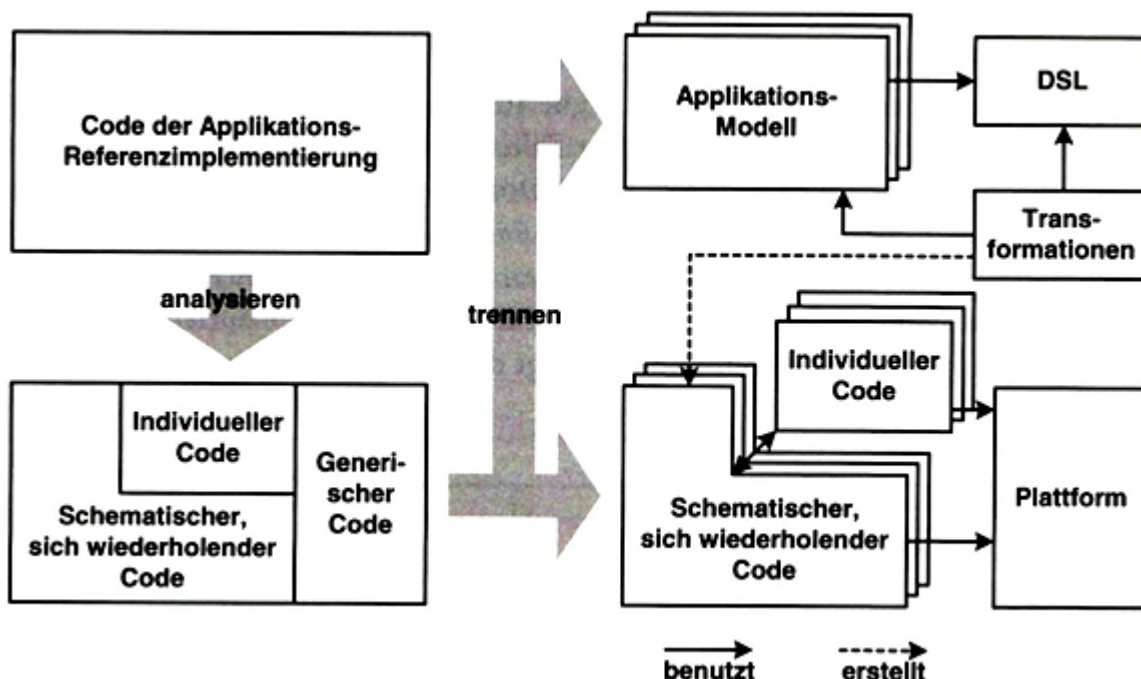 Code der Applikations-
Referenzimplementierung
analysieren
Individueller
Code
Schematischer,
sich wiederholender
Code
Generi-
scher
Code
trennen
Applikations-
Modell
DSL
Trans-
formationen
Individueller
Code
Schematischer,
sich wiederholender
Code
Plattform
benutzt
erstellt